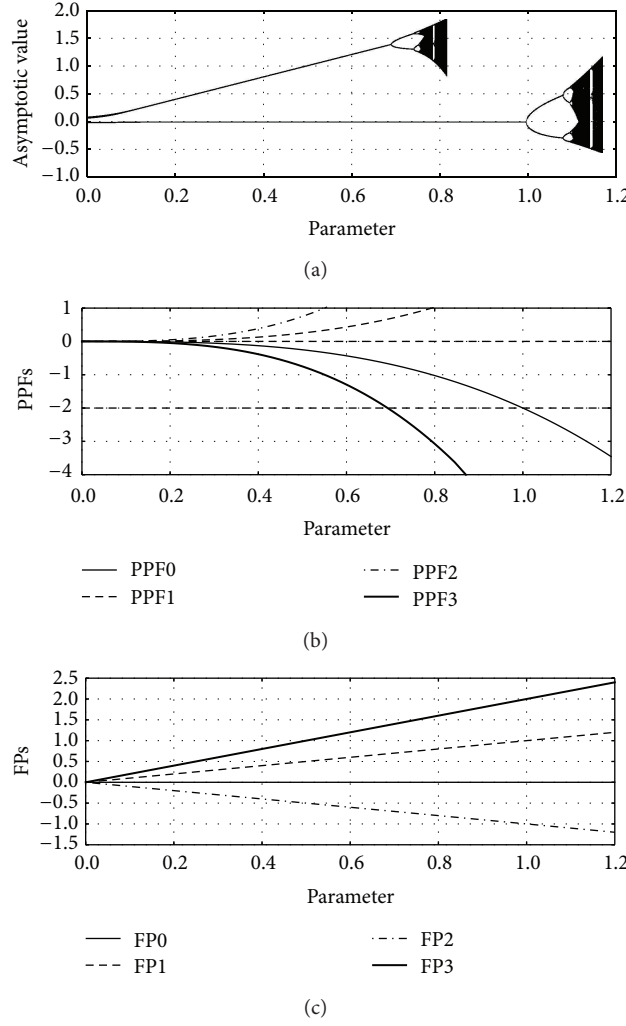 2.0
1.5
1.0
0.5
0.0
−0.5
−1.0
Asymptotic value
0.0 0.2 0.4 0.6 0.8 1.0 1.2
Parameter
(a)
1
0
−1
−2
−3
−4
PPFs
0.0 0.2 0.4 0.6 0.8 1.0 1.2
Parameter
PPF0 PPF2
PPF1 PPF3
(b)
2.5
2.0
1.5
1.0
0.5
0.0
−0.5
−1.0
−1.5
FPs
0.0 0.2 0.4 0.6 0.8 1.0 1.2
Parameter
FP0 FP2
FP1 FP3
(c)